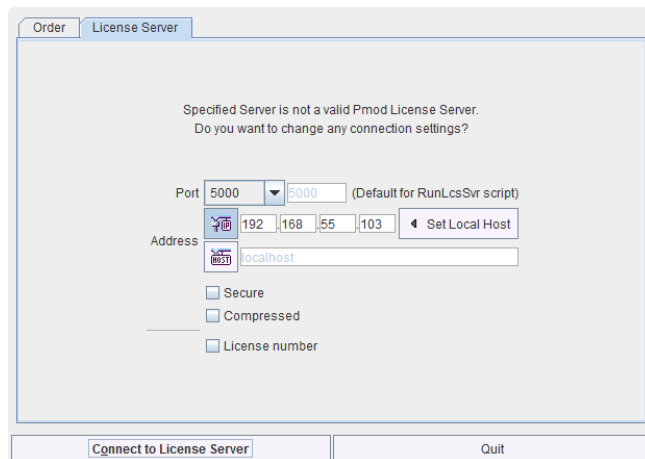 Order License Server
Specified Server is not a valid Pmod License Server.
Do you want to change any connection settings?
Port 5000 5000 (Default for RunLcsSvr script)
IP 192 .168 .55 .103 Set Local Host
Address
HOST localhost
Secure
Compressed
License number
Connect to License Server Quit